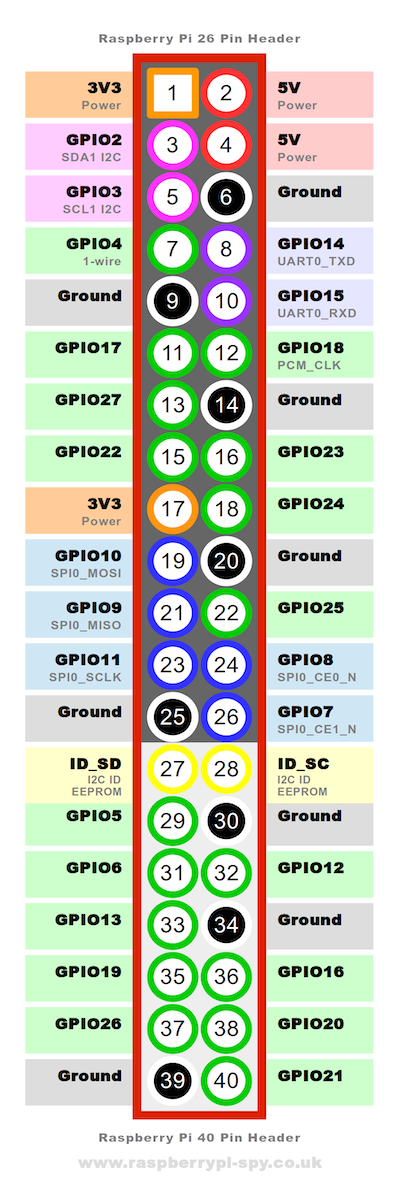 Raspberry Pi 26 Pin Header
3V3 1 2 5V
Power Power
GPIO2 3 4 5V
SDA1 I2C Power
GPIO3 5 6 Ground
SCL1 I2C
GPIO4 7 8 GPIO14
1-wire UART0_TXD
Ground 9 10 GPIO15
UART0_RXD
GPIO17 11 12 GPIO18
PCM_CLK
GPIO27 13 14 Ground
GPIO22 15 16 GPIO23
3V3 17 18 GPIO24
Power
GPIO10 19 20 Ground
SPI0_MOSI
GPIO9 21 22 GPIO25
SPI0_MISO
GPIO11 23 24 GPIO8
SPI0_SCLK SPI0_CE0_N
Ground 25 26 GPIO7
SPI0_CE1_N
ID_SD 27 28 ID_SC
I2C ID I2C ID
EEPROM EEPROM
GPIO5 29 30 Ground
GPIO6 31 32 GPIO12
GPIO13 33 34 Ground
GPIO19 35 36 GPIO16
GPIO26 37 38 GPIO20
Ground 39 40 GPIO21
Raspberry Pi 40 Pin Header
www.raspberrypi-spy.co.uk